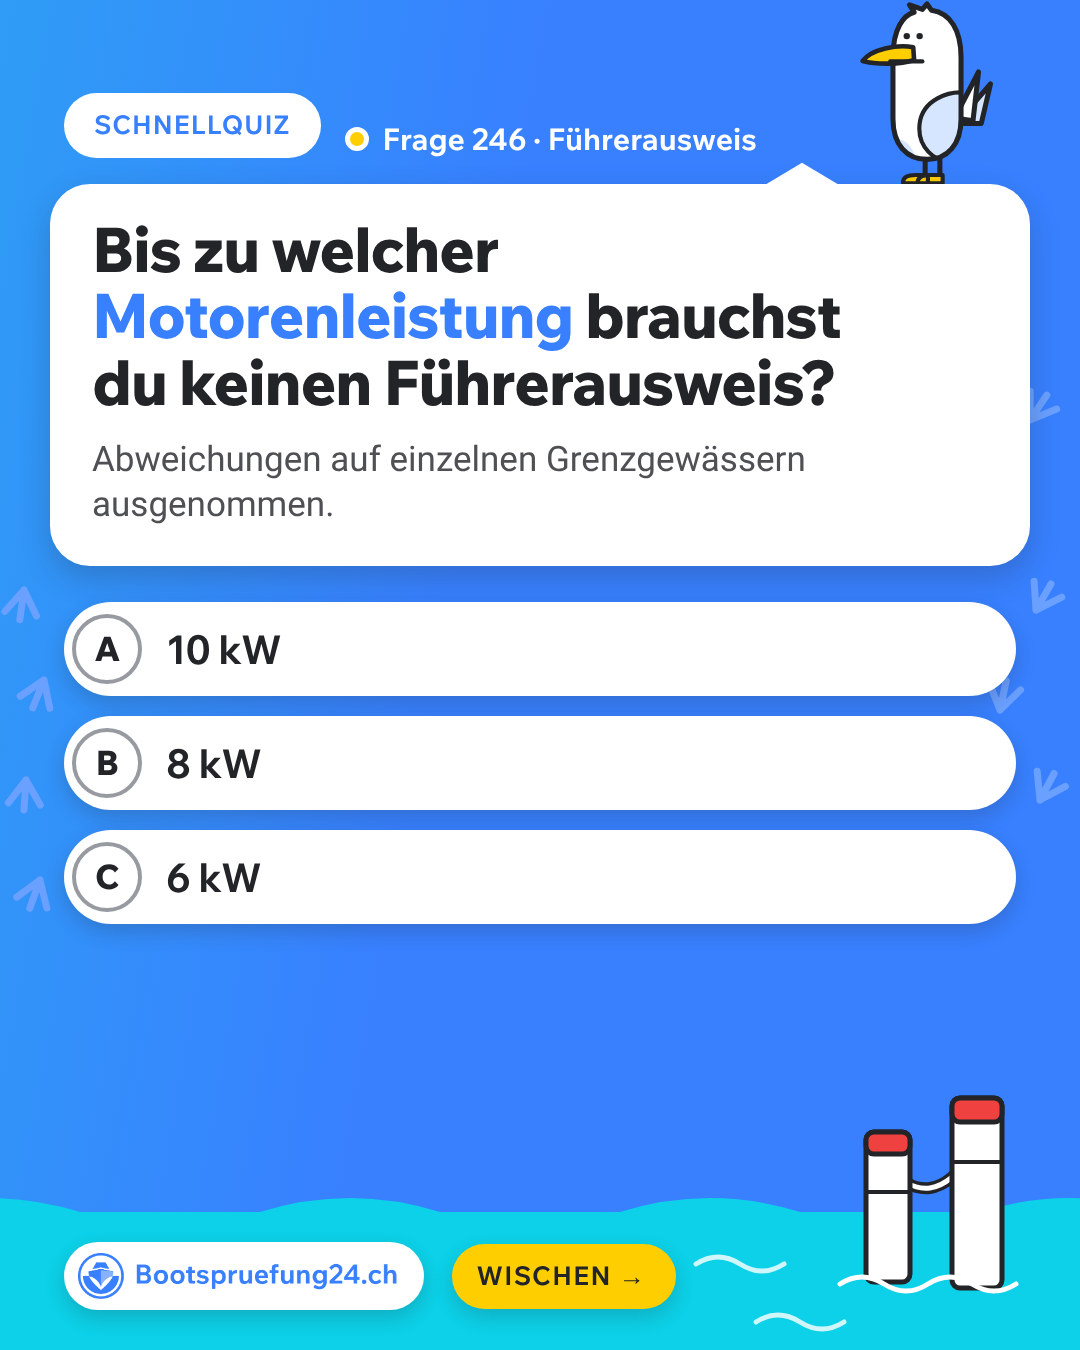 SCHNELLQUIZ
Frage 246 · Führerausweis
Bis zu welcher
Motorenleistung brauchst
du keinen Führerausweis?
Abweichungen auf einzelnen Grenzgewässern
ausgenommen.
A 10 kW
B 8 kW
C 6 kW
Bootspruefung24.ch
WISCHEN →